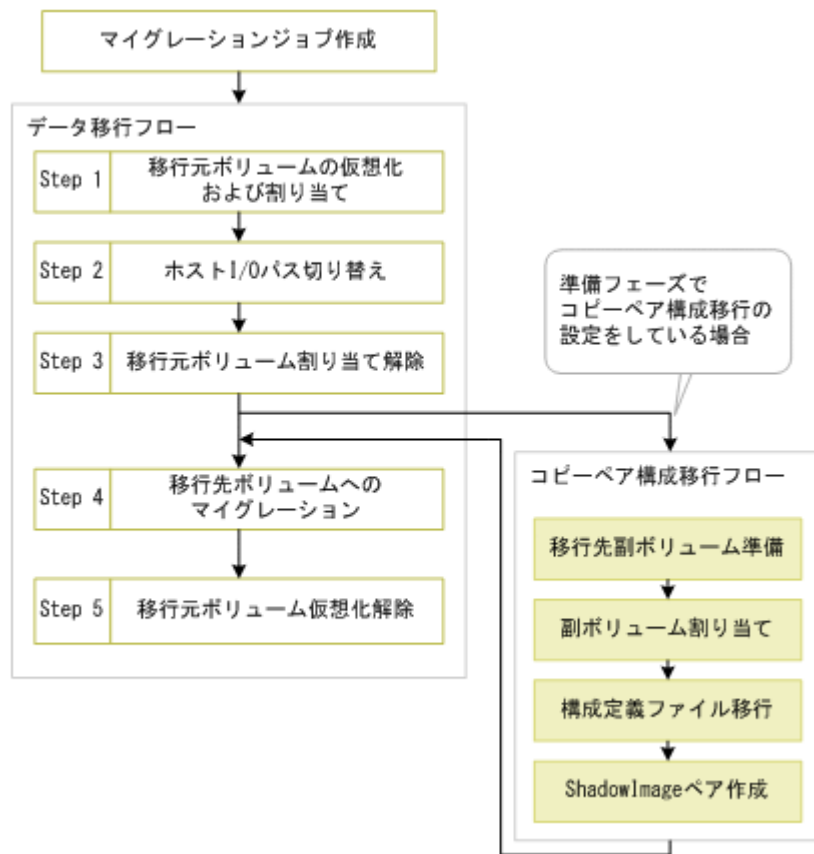 マイグレーションジョブ作成
データ移行フロー
Step 1
移行元ボリュームの仮想化
および割り当て
Step 2
ホストI/Oパス切り替え
Step 3
移行元ボリューム割り当て解除
準備フェーズで
コピーペア構成移行の
設定をしている場合
Step 4
移行先ボリュームへの
マイグレーション
Step 5
移行元ボリューム仮想化解除
コピーペア構成移行フロー
移行先副ボリューム準備
副ボリューム割り当て
構成定義ファイル移行
ShadowImageペア作成